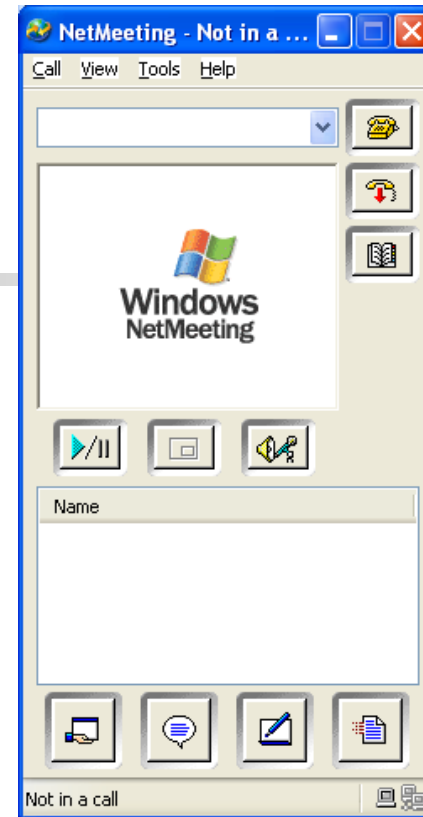 NetMeeting - Not in a ...
Call View Tools Help
Windows
NetMeeting
Name
Not in a call